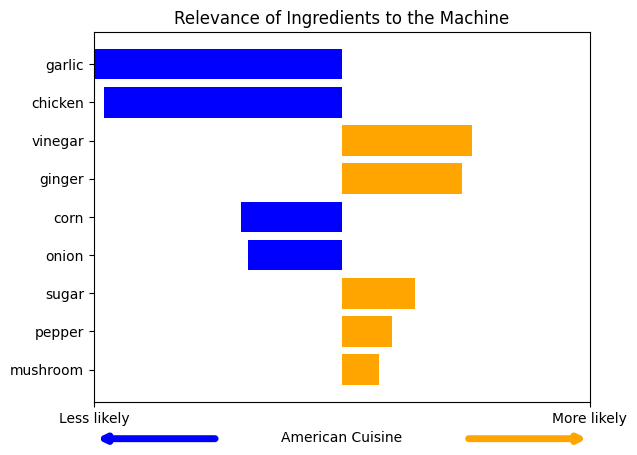 Relevance of Ingredients to the Machine
garlic
chicken
vinegar
ginger
corn
onion
sugar
pepper
mushroom
Less likely
More likely
American Cuisine